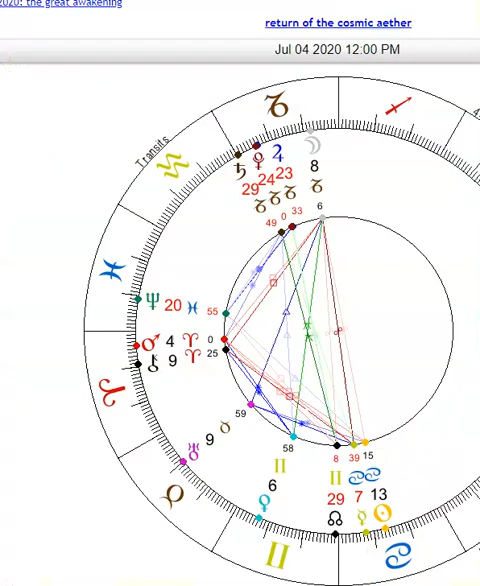 2020: the great awakening
return of the cosmic aether
Jul 04 2020 12:00 PM
Transits
♑ ♐
♒
♄ ♀ ♃ ☽
29 24 23 8
♑ ♑ ♑ ♑
49 0 33 6
♓
♆ 20 ♓ 55
♂ 4 ♈ 0
⚷ 9 ♈ 25
♈
59
♅ 9 ♉
58 8 39 15
♊ ♊ ♋ ♋
6 29 7 13
♀ ☊ ☿ ☉
♉
♊ ♋